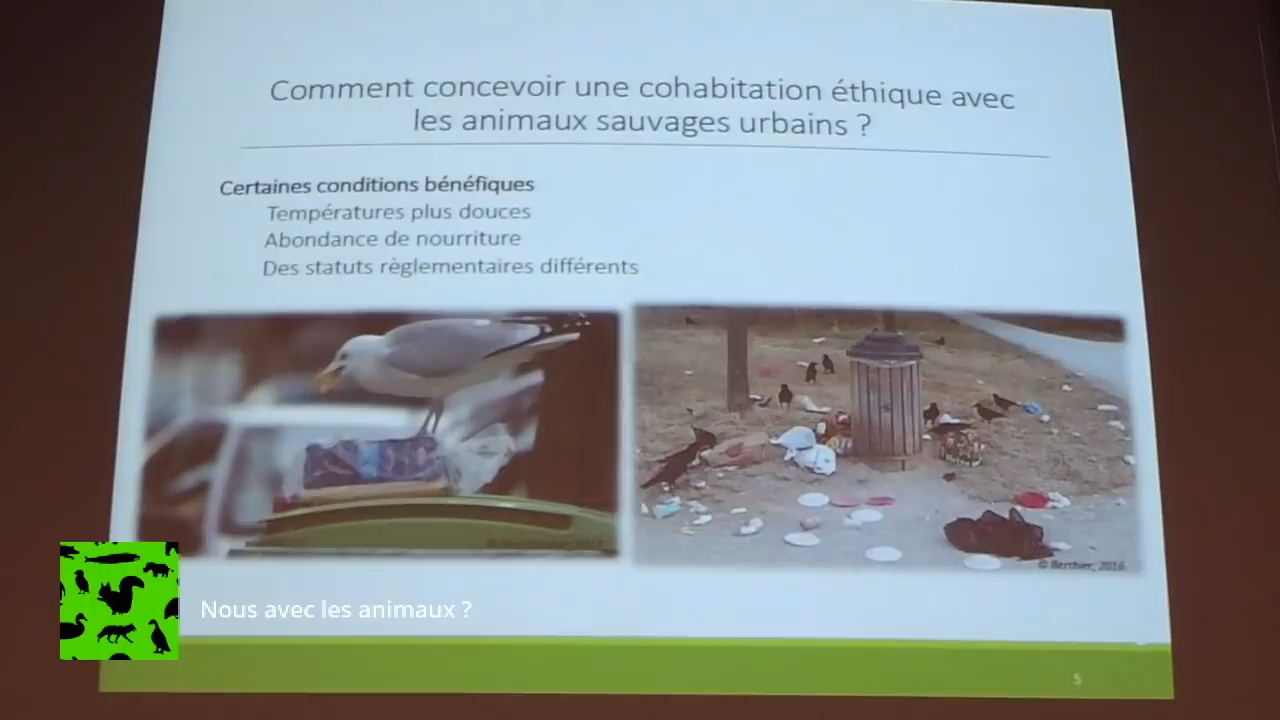 Comment concevoir une cohabitation éthique avec
les animaux sauvages urbains ?
Certaines conditions bénéfiques
Températures plus douces
Abondance de nourriture
Des statuts règlementaires différents
© Berthier, 2016
Nous avec les animaux ?
5